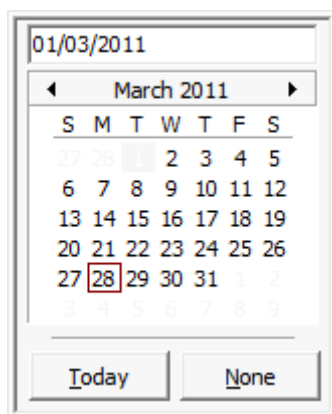 01/03/2011
March 2011
S M T W T F S
27 28 1 2 3 4 5
6 7 8 9 10 11 12
13 14 15 16 17 18 19
20 21 22 23 24 25 26
27 28 29 30 31 1 2
3 4 5 6 7 8 9
Today None